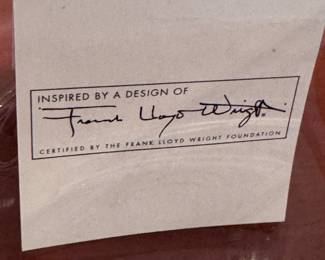 INSPIRED BY A DESIGN OF
Frank Lloyd Wright
CERTIFIED BY THE FRANK LLOYD WRIGHT FOUNDATION